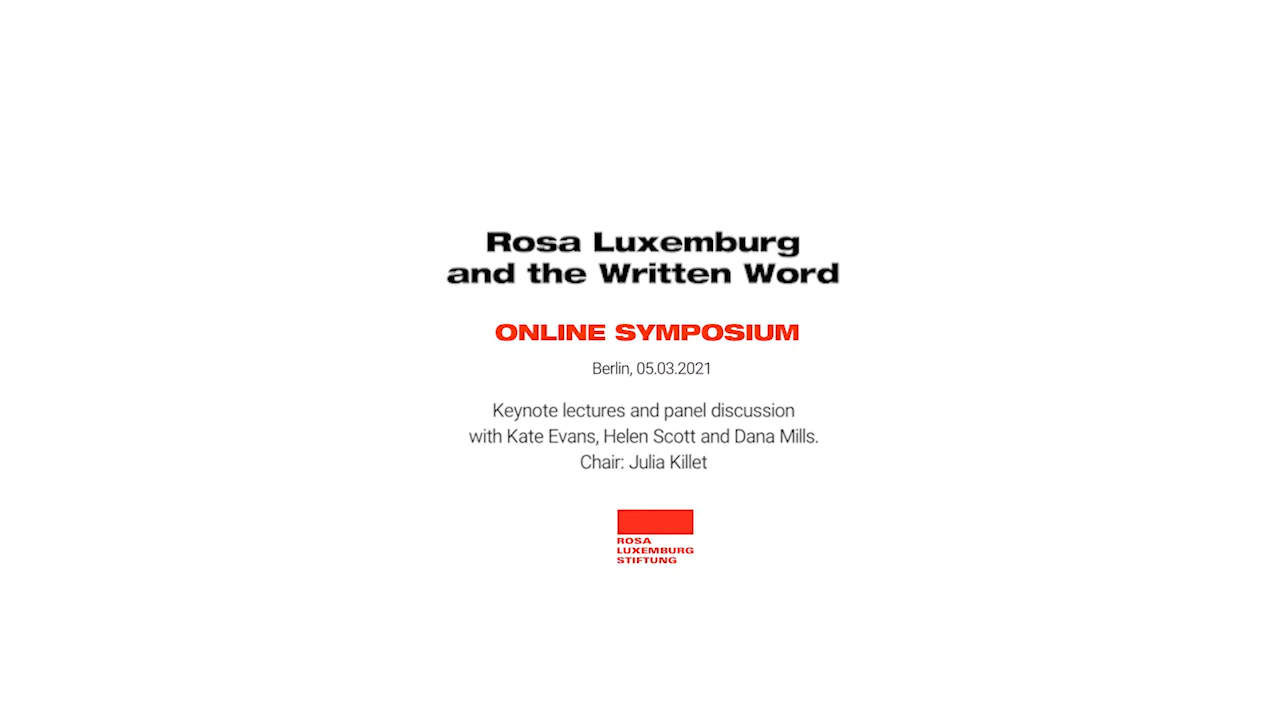 Rosa Luxemburg
and the Written Word
ONLINE SYMPOSIUM
Berlin, 05.03.2021
Keynote lectures and panel discussion
with Kate Evans, Helen Scott and Dana Mills.
Chair: Julia Killet
ROSA
LUXEMBURG
STIFTUNG